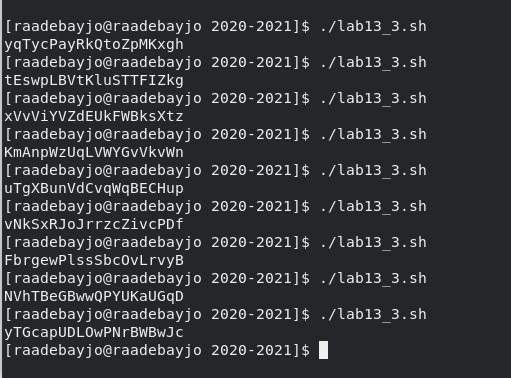 [raadebayjo@raadebayjo 2020-2021]$ ./lab13_3.sh
yqTycPayRkQtoZpMKxgh
[raadebayjo@raadebayjo 2020-2021]$ ./lab13_3.sh
tEswpLBVtKluSTTFIZkg
[raadebayjo@raadebayjo 2020-2021]$ ./lab13_3.sh
xVvViYVZdEUkFWBksXtz
[raadebayjo@raadebayjo 2020-2021]$ ./lab13_3.sh
KmAnpWzUqLVWYGvVkvWn
[raadebayjo@raadebayjo 2020-2021]$ ./lab13_3.sh
uTgXBunVdCvqWqBECHup
[raadebayjo@raadebayjo 2020-2021]$ ./lab13_3.sh
vNkSxRJoJrrzcZivcPDf
[raadebayjo@raadebayjo 2020-2021]$ ./lab13_3.sh
FbrgewPlssSbcOvLrvyB
[raadebayjo@raadebayjo 2020-2021]$ ./lab13_3.sh
NVhTBeGBwwQPYUKaUGqD
[raadebayjo@raadebayjo 2020-2021]$ ./lab13_3.sh
yTGcapUDLOwPNrBWBwJc
[raadebayjo@raadebayjo 2020-2021]$